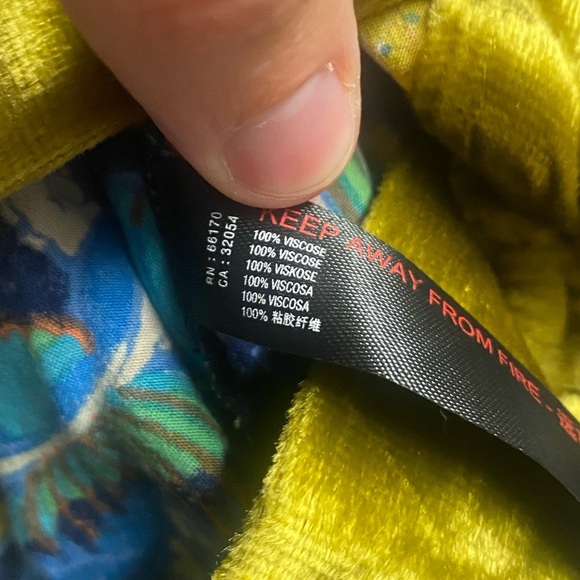 KEEP AWAY FROM FIRE -
RN : 66170
CA : 32054
100% VISCOSE
100% VISCOSE
100% VISKOSE
100% VISCOSA
100% VISCOSA
100% 粘胶纤维